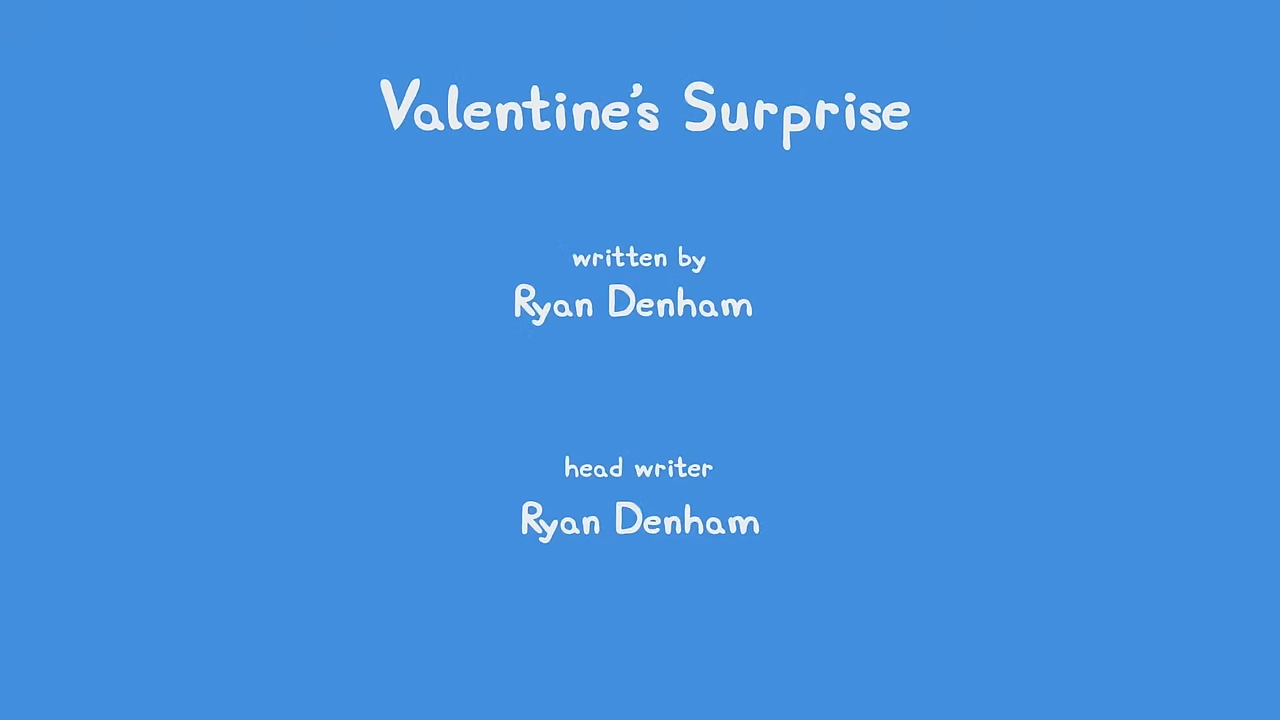 Valentine's Surprise
written by
Ryan Denham
head writer
Ryan Denham